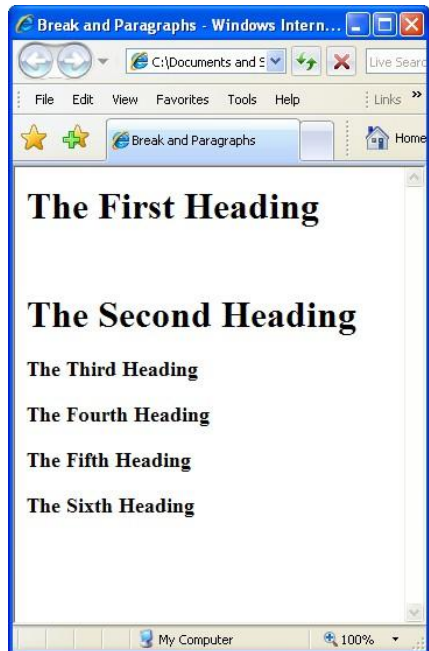 Break and Paragraphs - Windows Intern...
C:\Documents and S
Live Searc
File Edit View Favorites Tools Help Links »
Break and Paragraphs Home
The First Heading
The Second Heading
The Third Heading
The Fourth Heading
The Fifth Heading
The Sixth Heading
My Computer 100%